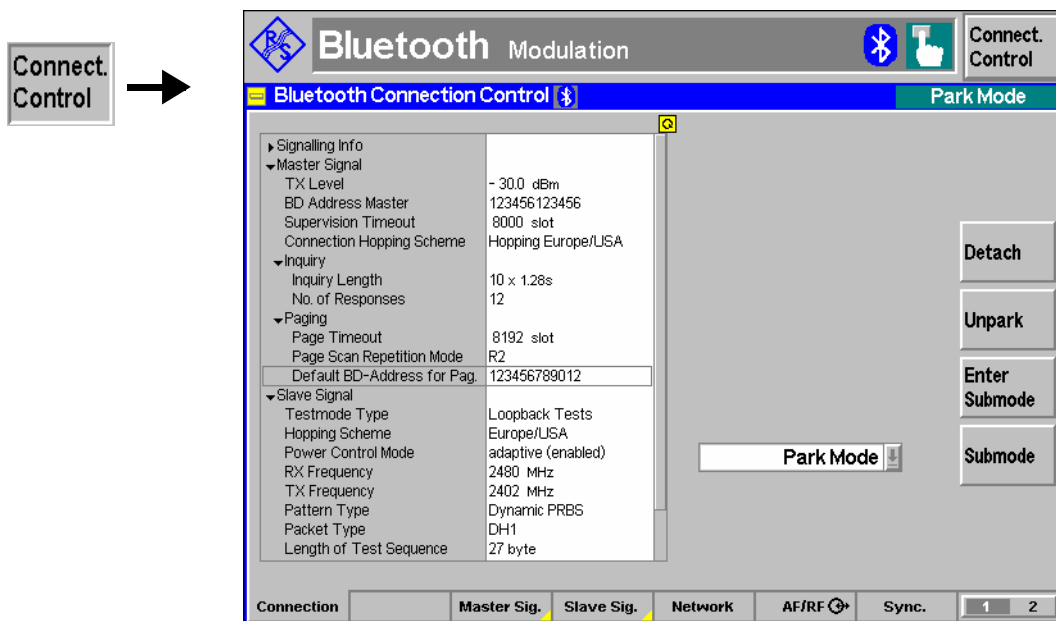 Connect.
Control
R S
Bluetooth Modulation
Connect.
Control
Bluetooth Connection Control
Park Mode
Signalling Info
Master Signal
TX Level - 30.0 dBm
BD Address Master 123456123456
Supervision Timeout 8000 slot
Connection Hopping Scheme Hopping Europe/USA
Inquiry
Inquiry Length 10 x 1.28s
No. of Responses 12
Paging
Page Timeout 8192 slot
Page Scan Repetition Mode R2
Default BD-Address for Pag. 123456789012
Slave Signal
Testmode Type Loopback Tests
Hopping Scheme Europe/USA
Power Control Mode adaptive (enabled)
RX Frequency 2480 MHz
TX Frequency 2402 MHz
Pattern Type Dynamic PRBS
Packet Type DH1
Length of Test Sequence 27 byte
Park Mode
Detach
Unpark
Enter
Submode
Submode
Connection Master Sig. Slave Sig. Network AF/RF Sync. 1 2